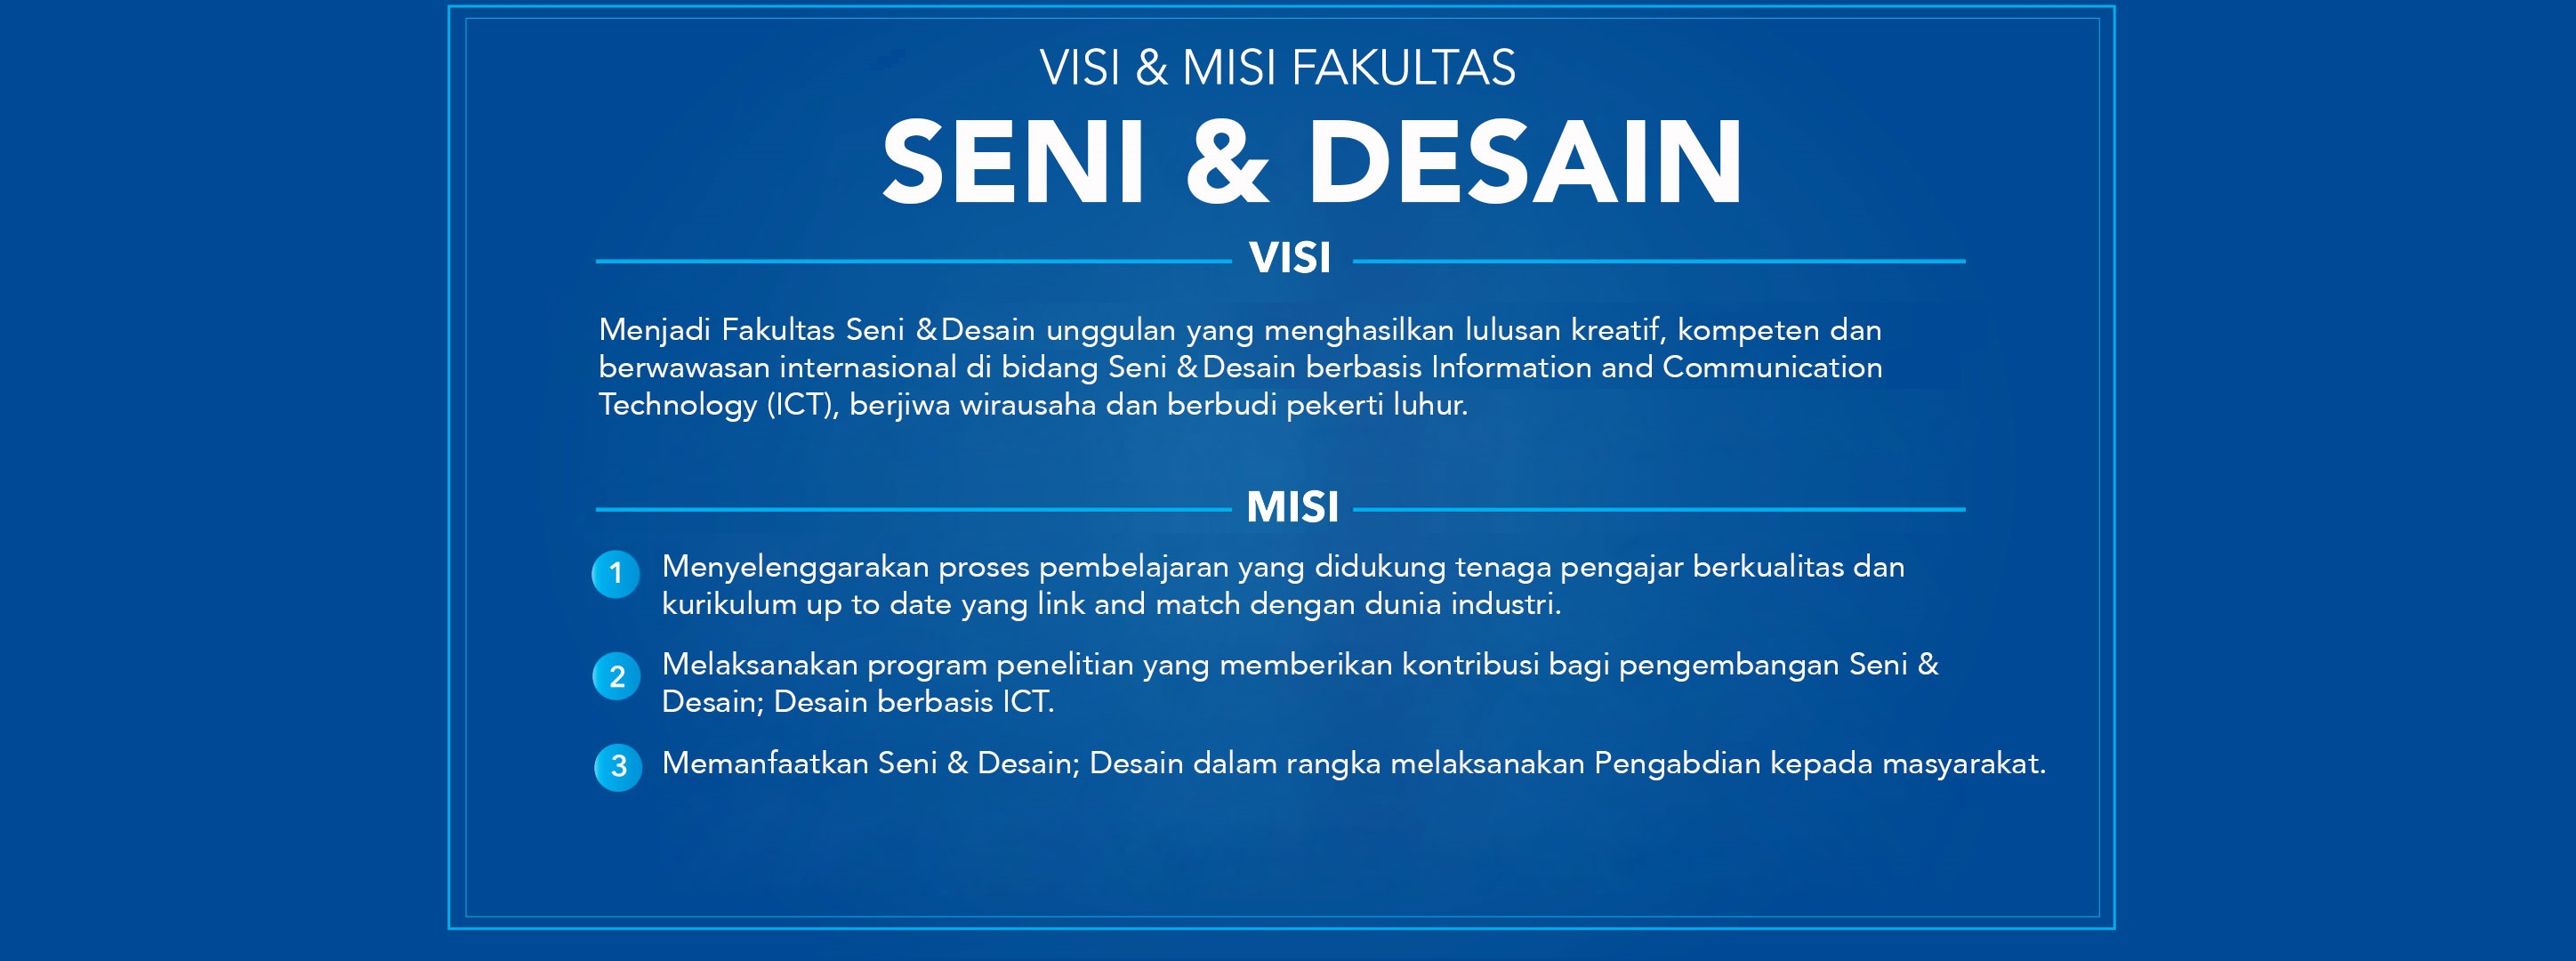 VISI & MISI FAKULTAS
SENI & DESAIN
VISI
Menjadi Fakultas Seni & Desain unggulan yang menghasilkan lulusan kreatif, kompeten dan
berwawasan internasional di bidang Seni & Desain berbasis Information and Communication
Technology (ICT), berjiwa wirausaha dan berbudi pekerti luhur.
MISI
1 Menyelenggarakan proses pembelajaran yang didukung tenaga pengajar berkualitas dan
kurikulum up to date yang link and match dengan dunia industri.
2 Melaksanakan program penelitian yang memberikan kontribusi bagi pengembangan Seni &
Desain; Desain berbasis ICT.
3 Memanfaatkan Seni & Desain; Desain dalam rangka melaksanakan Pengabdian kepada masyarakat.